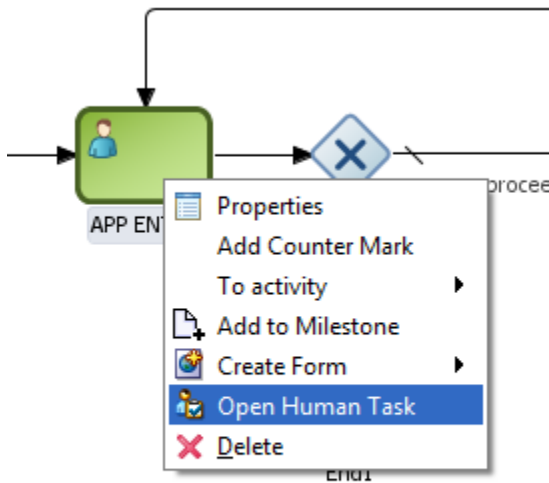 procee
APP ENT
Properties
Add Counter Mark
To activity
Add to Milestone
Create Form
Open Human Task
Delete
End1